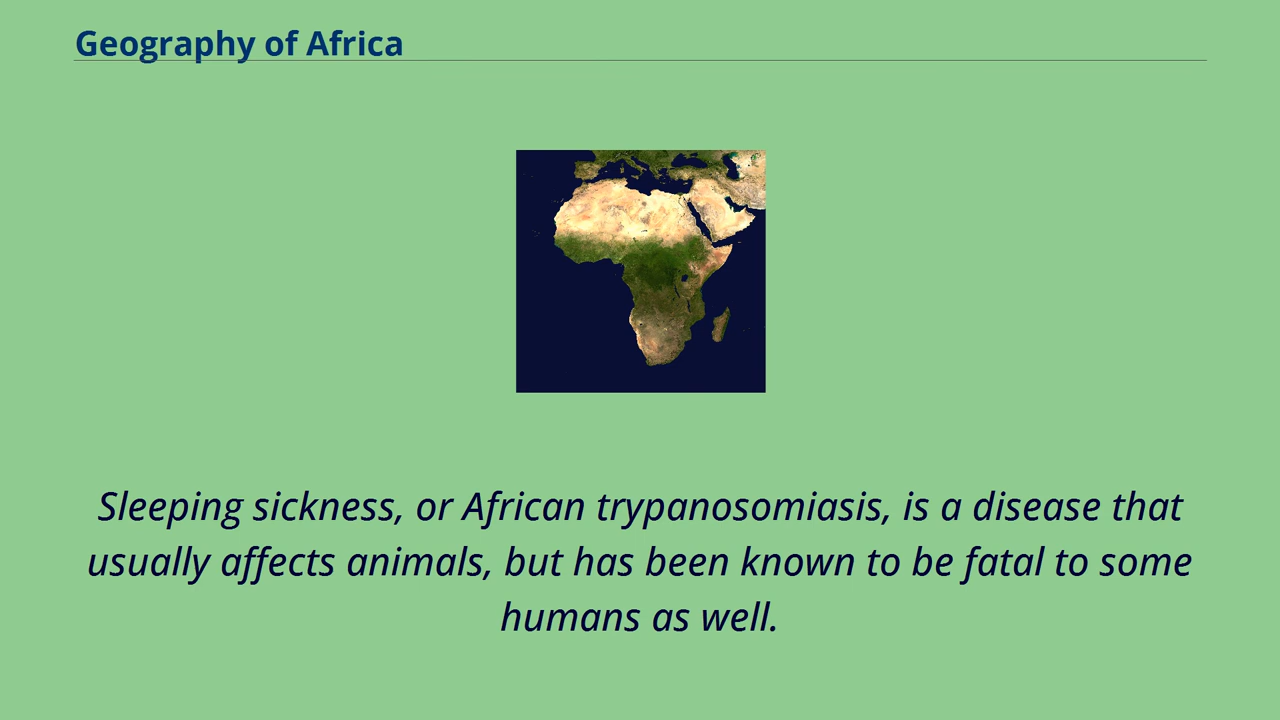 Geography of Africa
Sleeping sickness, or African trypanosomiasis, is a disease that
usually affects animals, but has been known to be fatal to some
humans as well.